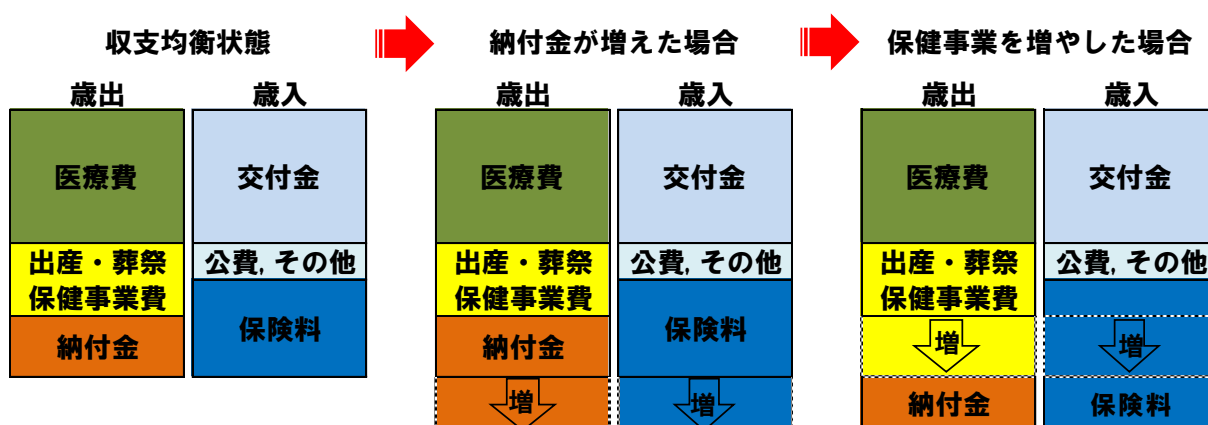 収支均衡状態
歳出
歳入
医療費
交付金
出産・葬祭
保健事業費
公費, その他
納付金
保険料
納付金が増えた場合
歳出
歳入
医療費
交付金
出産・葬祭
保健事業費
公費, その他
納付金
保険料
増
増
保健事業を増やした場合
歳出
歳入
医療費
交付金
出産・葬祭
保健事業費
公費, その他
増
増
納付金
保険料